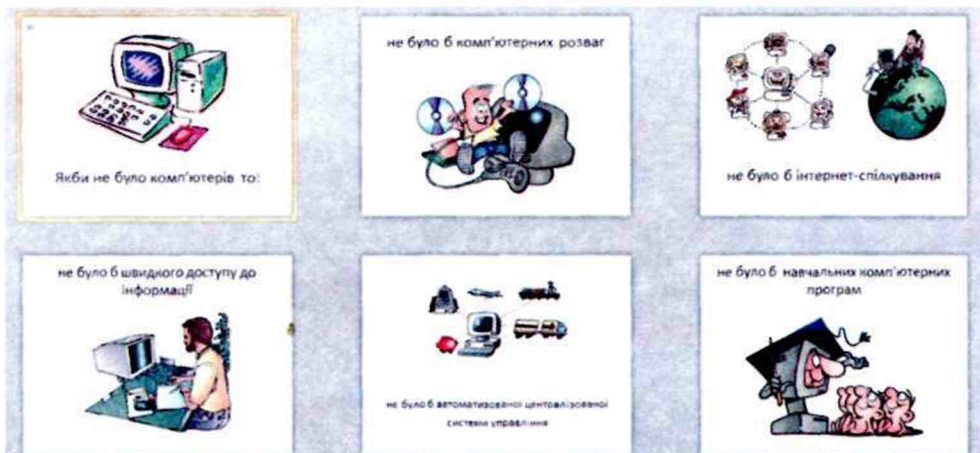 Якби не було комп'ютерів то:
не було б комп'ютерних розваг
не було б інтернет-спілкування
не було б швидкого доступу до
інформації
не було б автоматизованої централізованої
системи управління
не було б навчальних комп'ютерних
програм